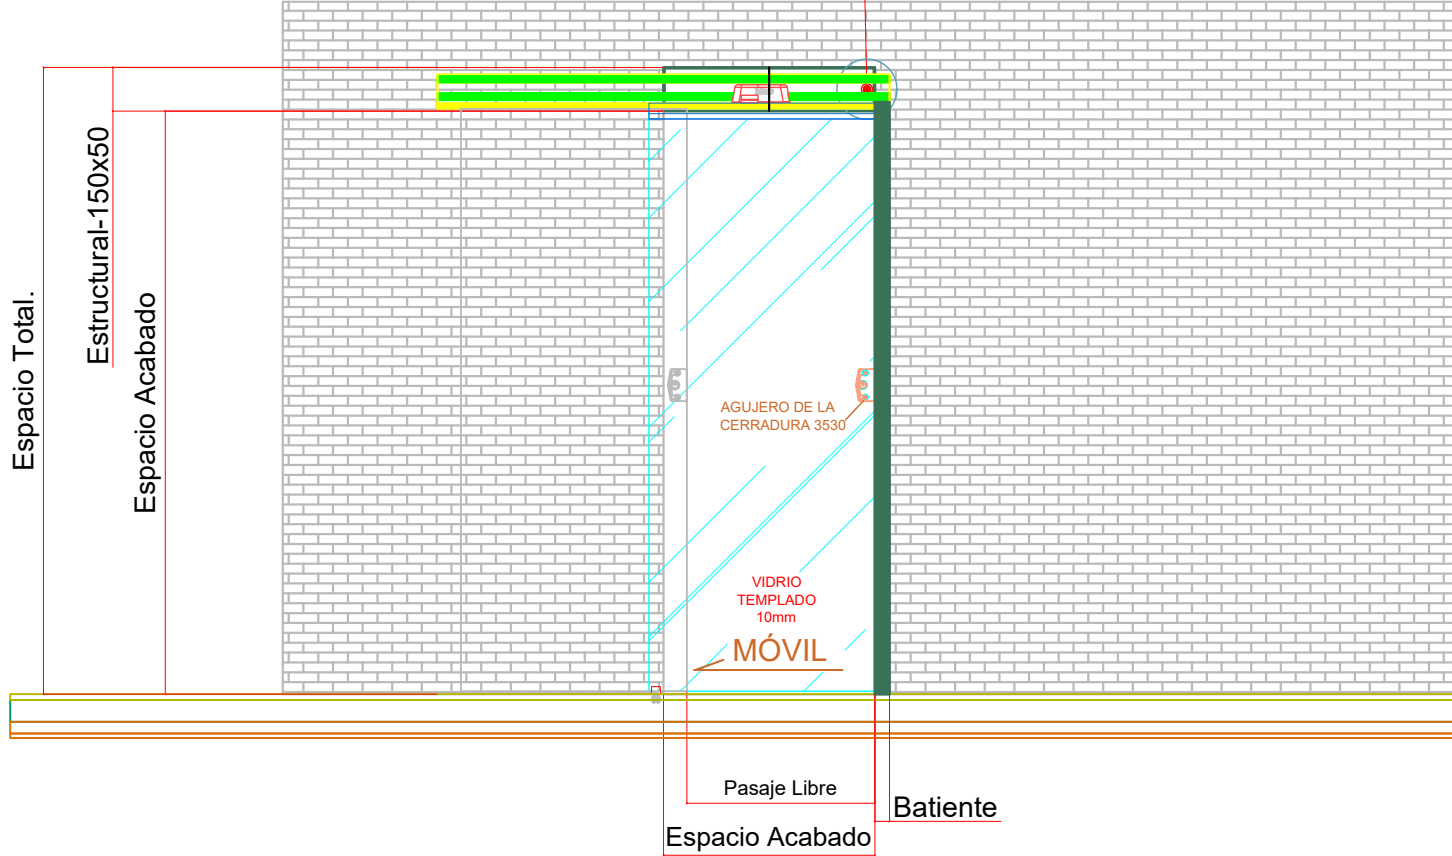 Espacio Total.
Estructural-150x50
Espacio Acabado
AGUJERO DE LA
CERRADURA 3530
VIDRIO
TEMPLADO
10mm
MÓVIL
Pasaje Libre
Batiente
Espacio Acabado